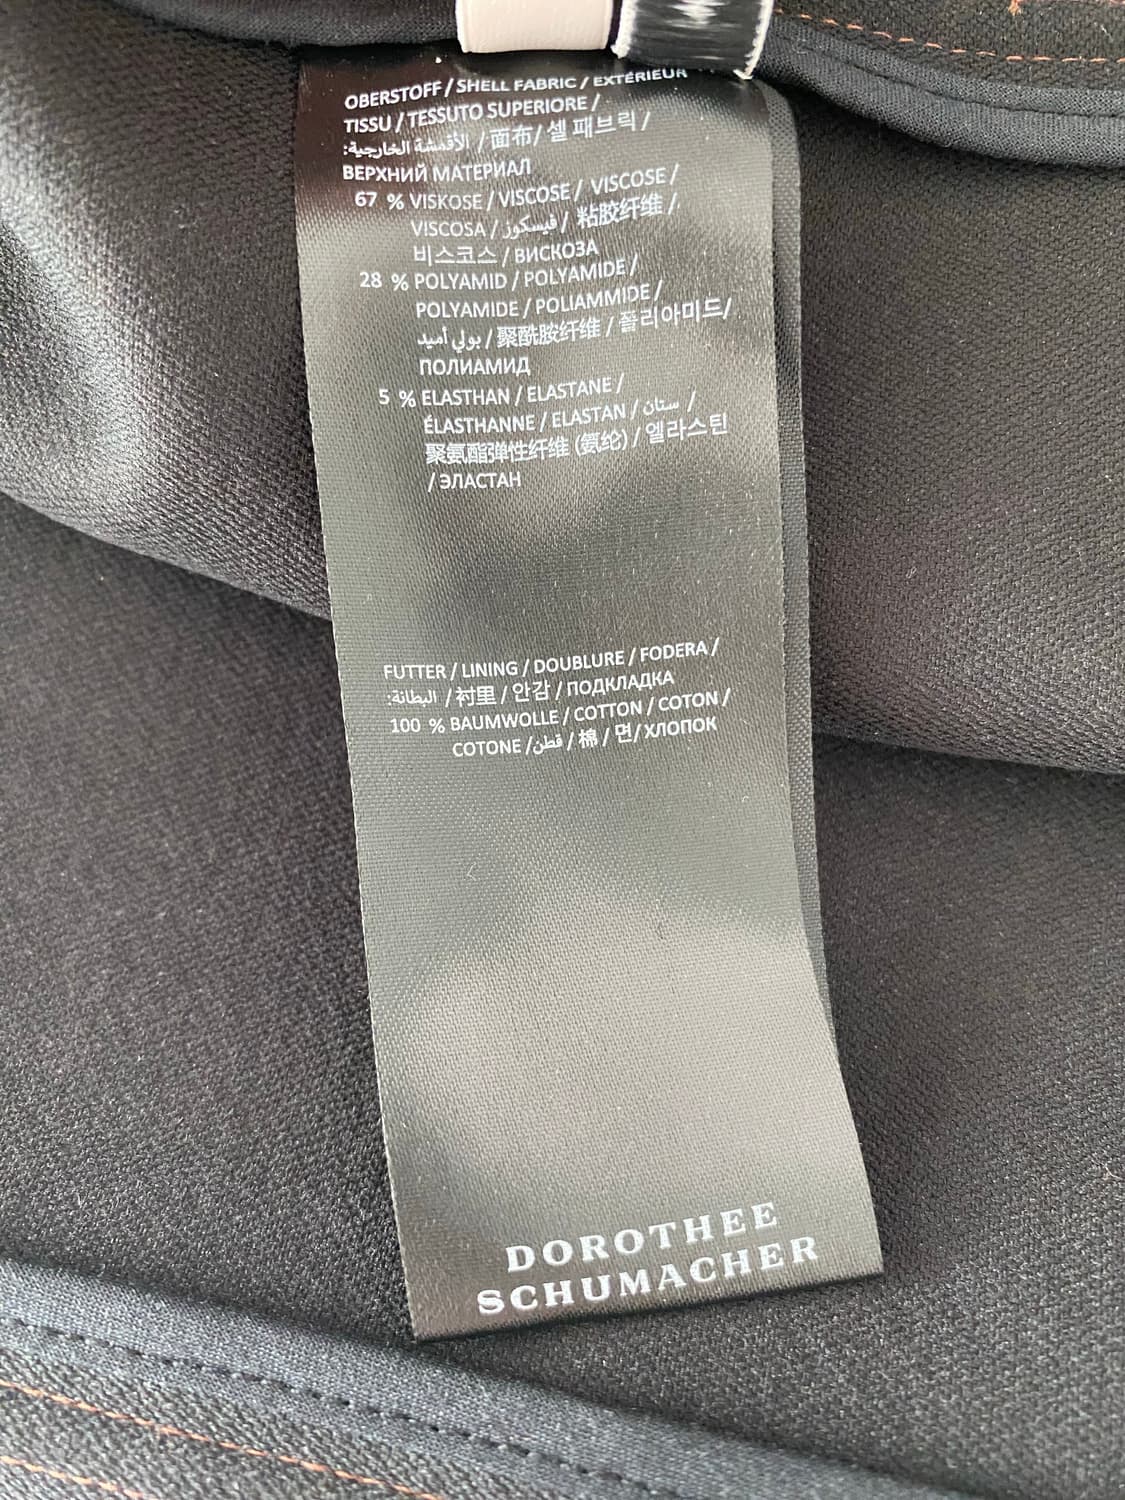 OBERSTOFF / SHELL FABRIC / EXTÉRIEUR
TISSU / TESSUTO SUPERIORE /
الأقمشة الخارجية: / 面布 / 셀 패브릭 /
ВЕРХНИЙ МАТЕРИАЛ
67 % VISKOSE / VISCOSE / VISCOSE /
VISCOSA / فيسكوز / 粘胶纤维 /
비스코스 / ВИСКОЗА
28 % POLYAMID / POLYAMIDE /
POLYAMIDE / POLIAMMIDE /
بولي أميد / 聚酰胺纤维 / 폴리아미드/
ПОЛИАМИД
5 % ELASTHAN / ELASTANE /
ÉLASTHANNE / ELASTAN / ستان /
聚氨酯弹性纤维 (氨纶) / 엘라스틴
/ ЭЛАСТАН
FUTTER / LINING / DOUBLURE / FODERA /
البطانة: / 衬里 / 안감 / ПОДКЛАДКА
100 % BAUMWOLLE / COTTON / COTON /
COTONE /قطن / 棉 / 면/ ХЛОПОК
DOROTHEE
SCHUMACHER